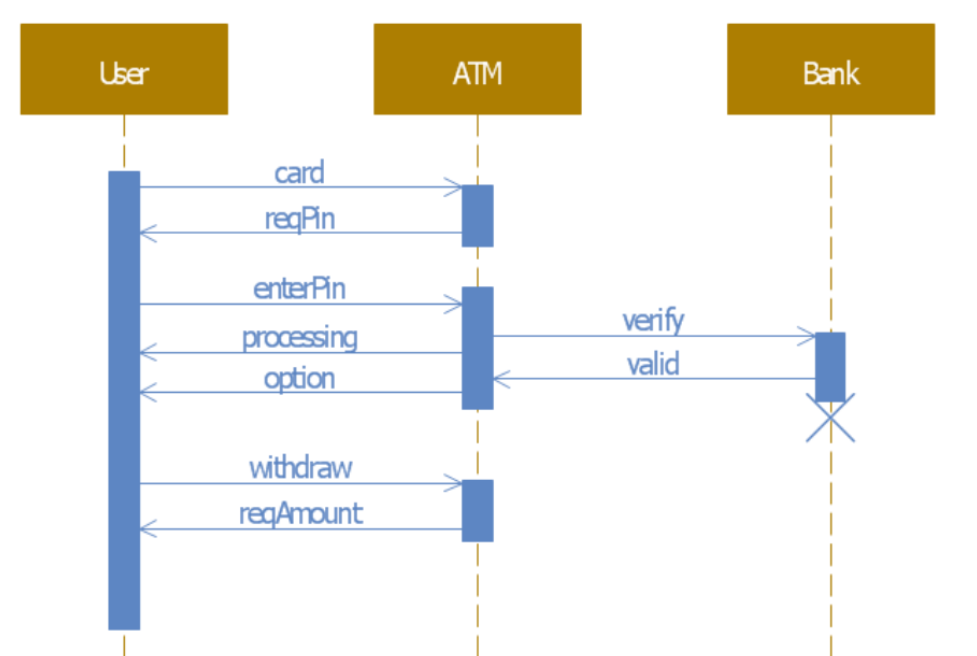 User
ATM
Bank
card
reqPin
enterPin
verify
processing
valid
option
withdraw
reqAmount